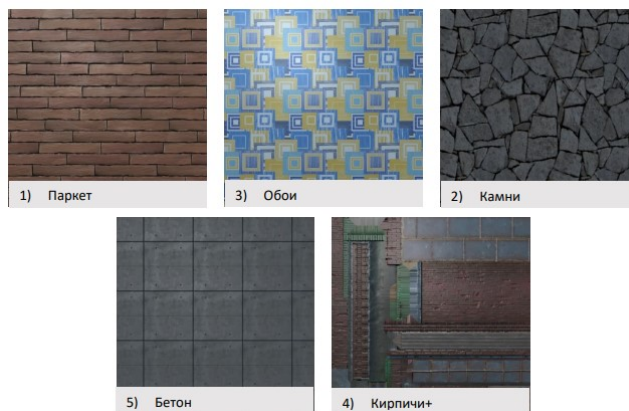 1) Паркет
3) Обои
2) Камни
5) Бетон
4) Кирпичи+